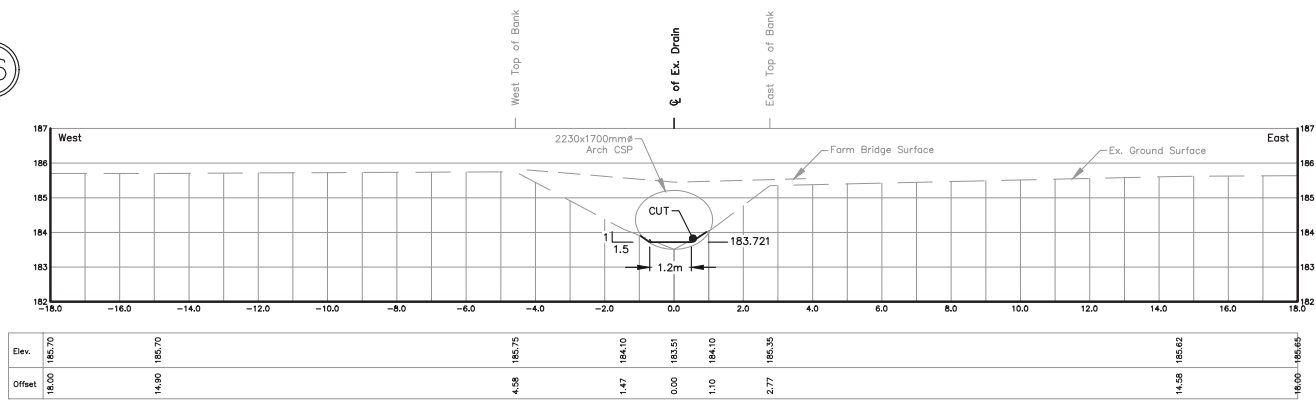 S
West Top of Bank
℄ of Ex. Drain
East Top of Bank
187
West
2230x1700mmø
Arch CSP
Farm Bridge Surface
Ex. Ground Surface
East
187
186
186
185
185
CUT
184
184
1
1.5
183.721
183
183
1.2m
182
182
-18.0 -16.0 -14.0 -12.0 -10.0 -8.0 -6.0 -4.0 -2.0 0.0 2.0 4.0 6.0 8.0 10.0 12.0 14.0 16.0 18.0
Elev. 185.70 185.70 185.75 184.10 183.51 184.10 185.35 185.62 185.65
Offset 18.00 14.90 4.58 1.47 0.00 1.10 2.77 14.58 18.00